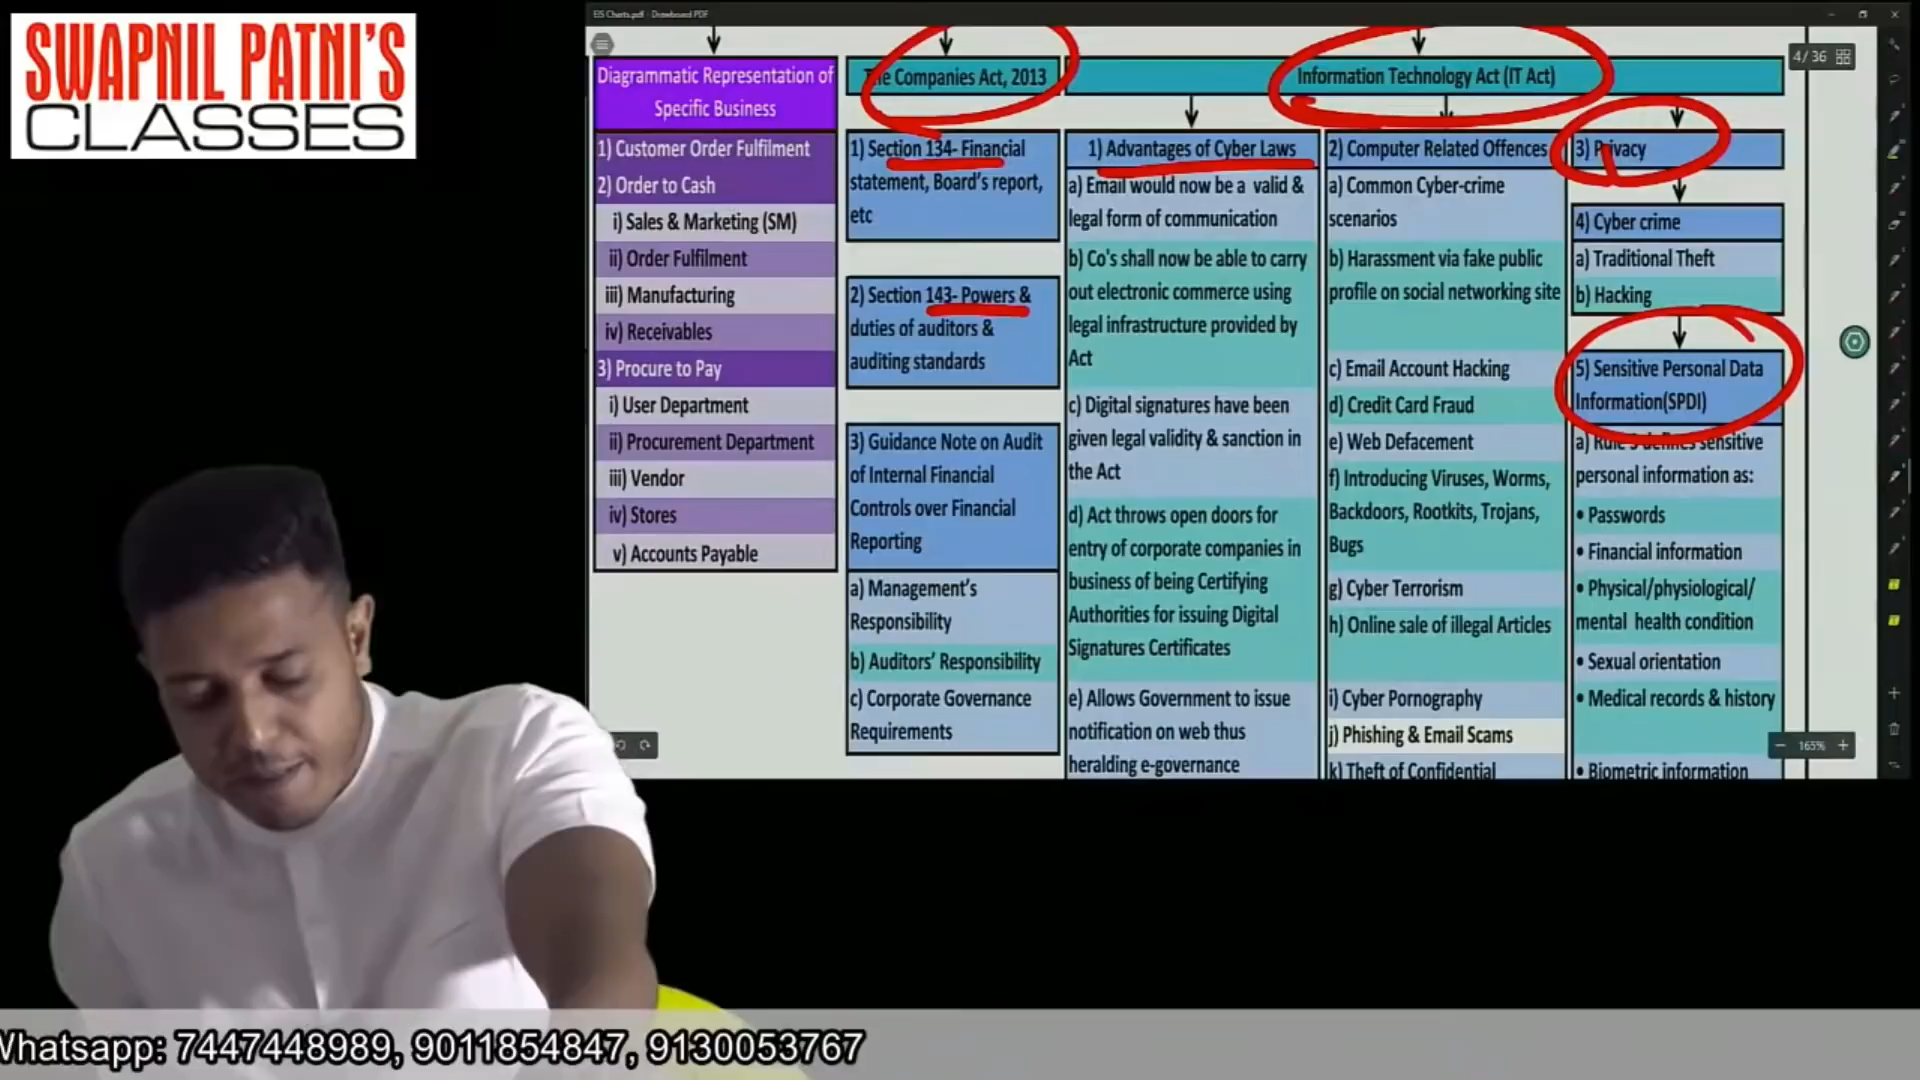 SWAPNIL PATNI'S
CLASSES
EIS Charts.pdf - Drawboard PDF
4/ 36
Diagrammatic Representation of
Specific Business
1) Customer Order Fulfilment
2) Order to Cash
i) Sales & Marketing (SM)
ii) Order Fulfilment
iii) Manufacturing
iv) Receivables
3) Procure to Pay
i) User Department
ii) Procurement Department
iii) Vendor
iv) Stores
v) Accounts Payable
The Companies Act, 2013
1) Section 134- Financial
statement, Board's report,
etc
2) Section 143- Powers &
duties of auditors &
auditing standards
3) Guidance Note on Audit
of Internal Financial
Controls over Financial
Reporting
a) Management's
Responsibility
b) Auditors' Responsibility
c) Corporate Governance
Requirements
Information Technology Act (IT Act)
1) Advantages of Cyber Laws
a) Email would now be a valid &
legal form of communication
b) Co's shall now be able to carry
out electronic commerce using
legal infrastructure provided by
Act
c) Digital signatures have been
given legal validity & sanction in
the Act
d) Act throws open doors for
entry of corporate companies in
business of being Certifying
Authorities for issuing Digital
Signatures Certificates
e) Allows Government to issue
notification on web thus
heralding e-governance
2) Computer Related Offences
a) Common Cyber-crime
scenarios
b) Harassment via fake public
profile on social networking site
c) Email Account Hacking
d) Credit Card Fraud
e) Web Defacement
f) Introducing Viruses, Worms,
Backdoors, Rootkits, Trojans,
Bugs
g) Cyber Terrorism
h) Online sale of illegal Articles
i) Cyber Pornography
j) Phishing & Email Scams
k) Theft of Confidential
3) Privacy
4) Cyber crime
a) Traditional Theft
b) Hacking
5) Sensitive Personal Data
Information(SPDI)
a) Rule 3 defines sensitive
personal information as:
• Passwords
• Financial information
• Physical/physiological/
mental health condition
• Sexual orientation
• Medical records & history
• Biometric information
165%
Whatsapp: 7447448989, 9011854847, 9130053767